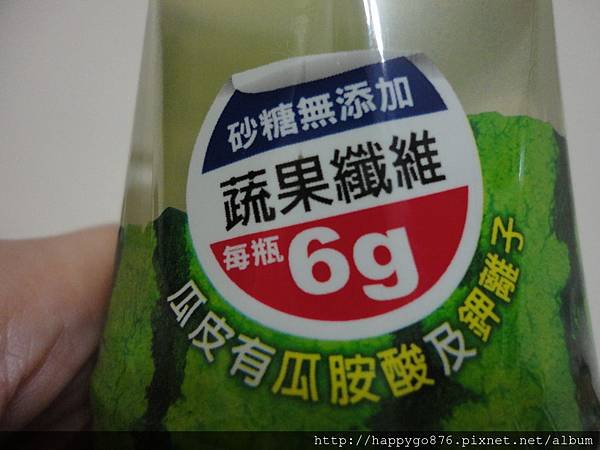 砂糖無添加
蔬果纖維
每瓶6g
瓜皮有瓜胺酸及鉀離子
http://happygo876.pixnet.net/album